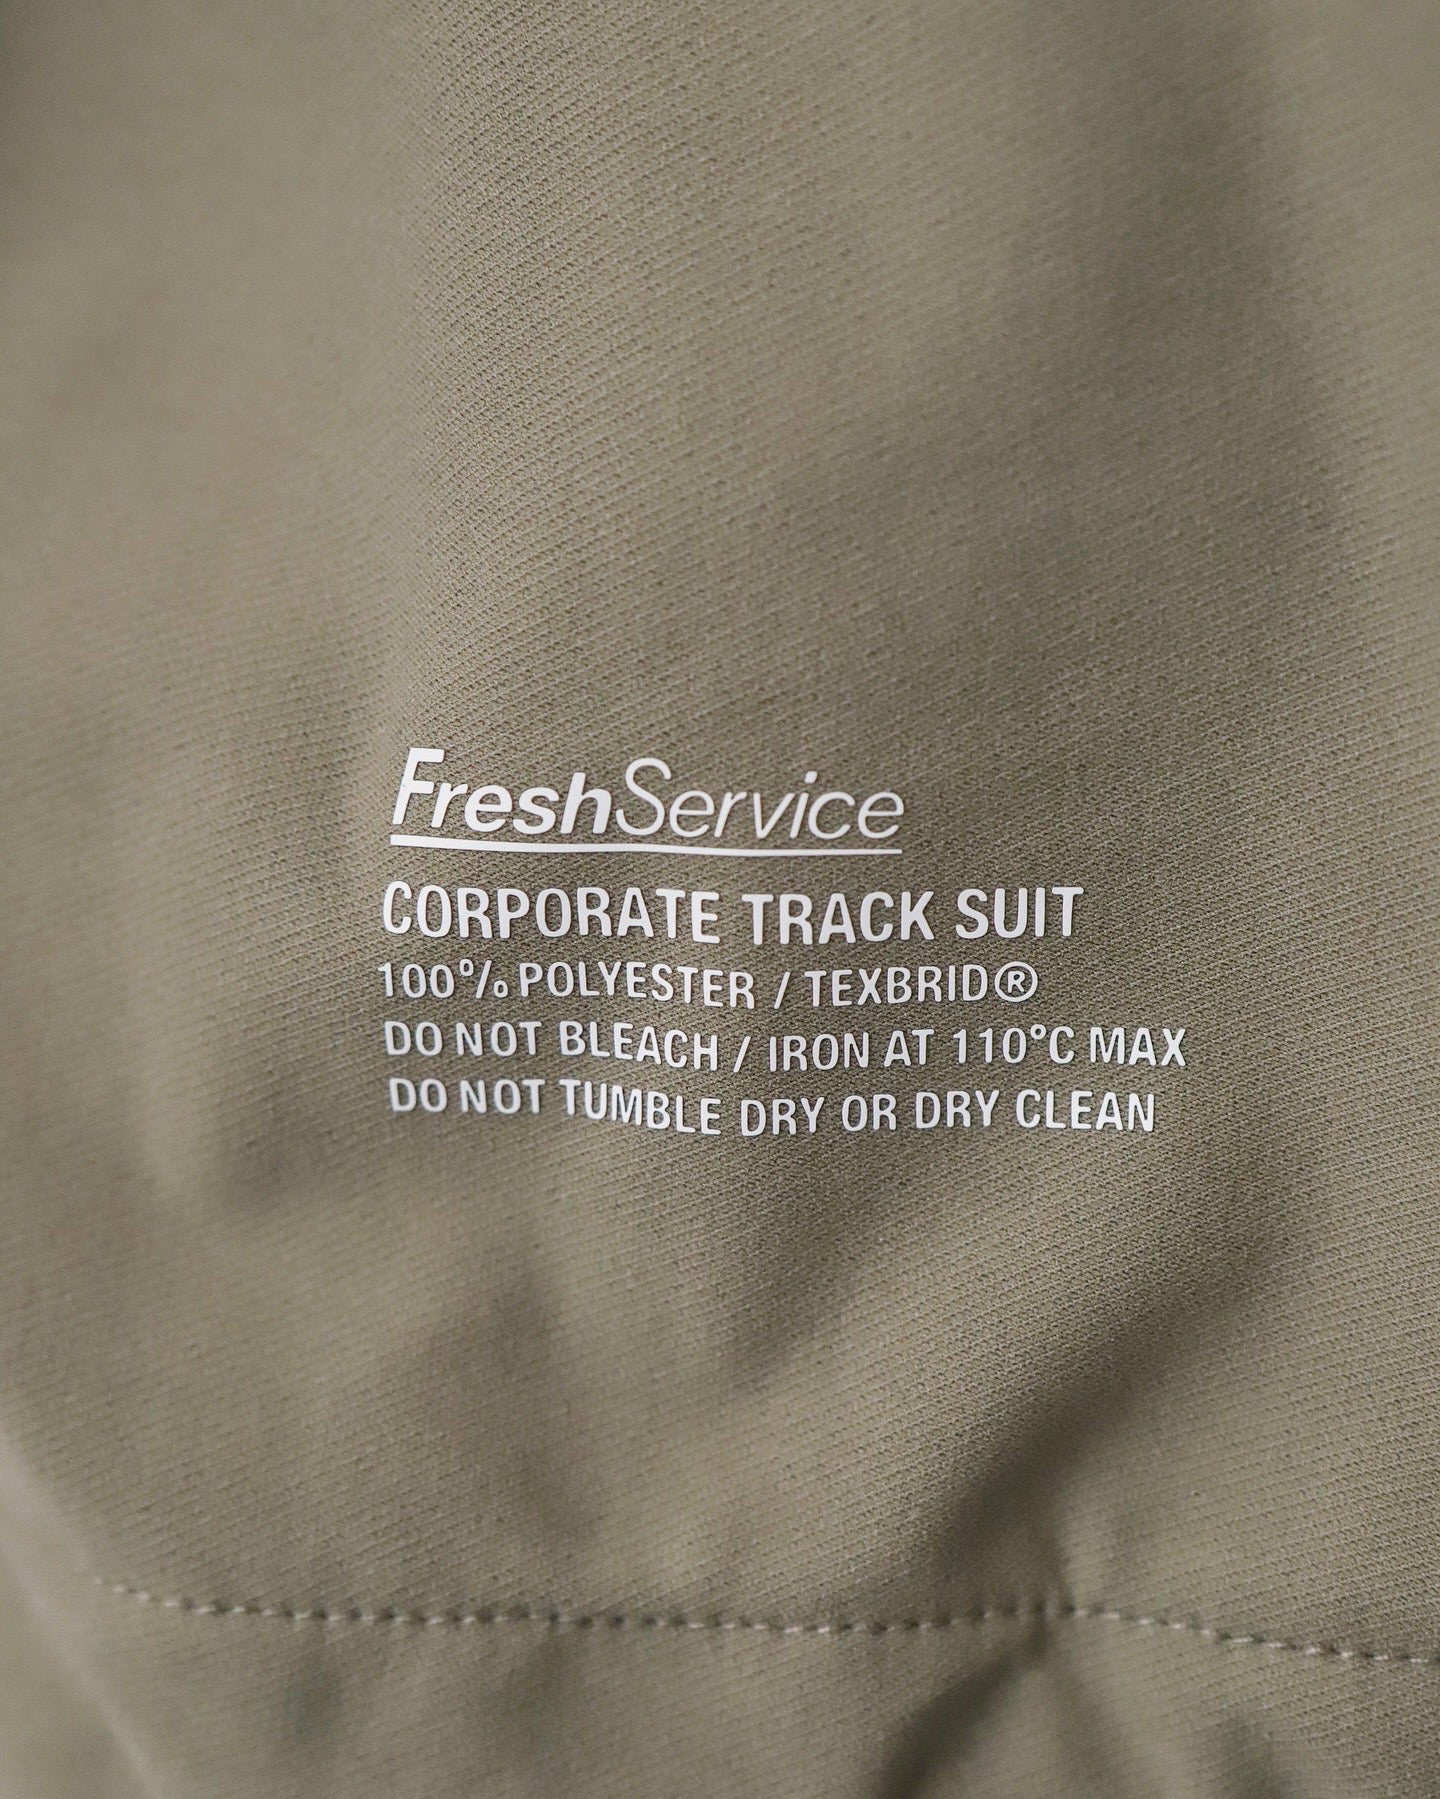 FreshService
CORPORATE TRACK SUIT
100% POLYESTER / TEXBRID®
DO NOT BLEACH / IRON AT 110°C MAX
DO NOT TUMBLE DRY OR DRY CLEAN